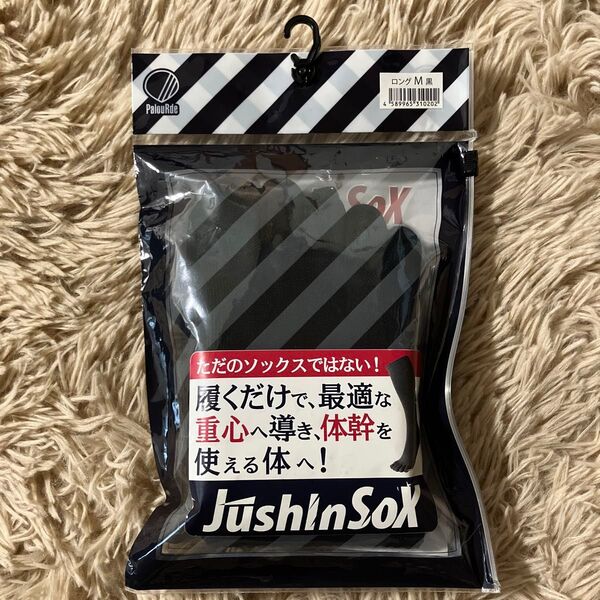 PalouRde
ロング M 黒
4 589965 310202
SoX
ただのソックスではない!
履くだけで、最適な
重心へ導き、体幹を
使える体 へ!
JushInSoX